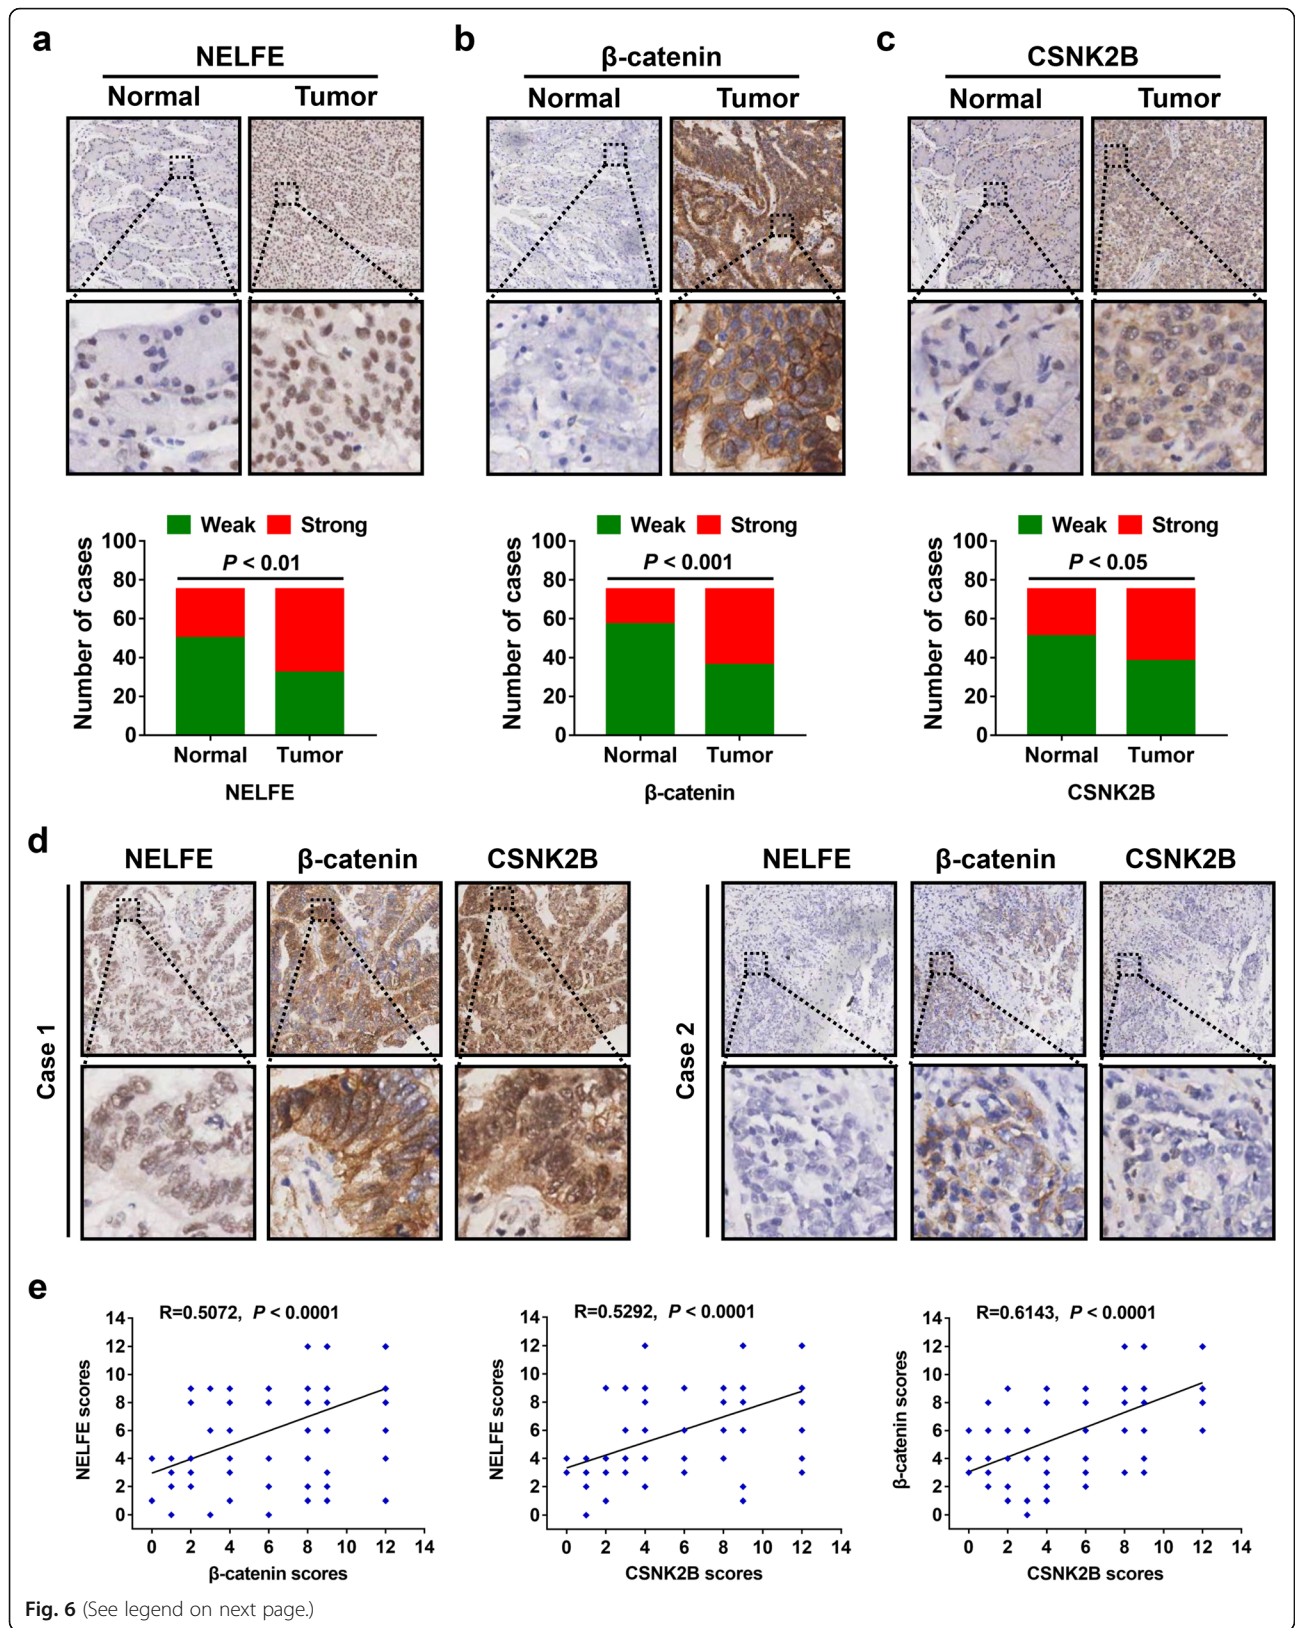 a
NELFE
Normal Tumor
b
β-catenin
Normal Tumor
c
CSNK2B
Normal Tumor
Weak Strong
P < 0.01
Number of cases
100
80
60
40
20
0
Normal Tumor
NELFE
Weak Strong
P < 0.001
Number of cases
100
80
60
40
20
0
Normal Tumor
β-catenin
Weak Strong
P < 0.05
Number of cases
100
80
60
40
20
0
Normal Tumor
CSNK2B
d
NELFE β-catenin CSNK2B
Case 1
NELFE β-catenin CSNK2B
Case 2
e
R=0.5072, P < 0.0001
NELFE scores
14
12
10
8
6
4
2
0
0 2 4 6 8 10 12 14
β-catenin scores
R=0.5292, P < 0.0001
NELFE scores
14
12
10
8
6
4
2
0
0 2 4 6 8 10 12 14
CSNK2B scores
R=0.6143, P < 0.0001
β-catenin scores
14
12
10
8
6
4
2
0
0 2 4 6 8 10 12 14
CSNK2B scores
Fig. 6 (See legend on next page.)